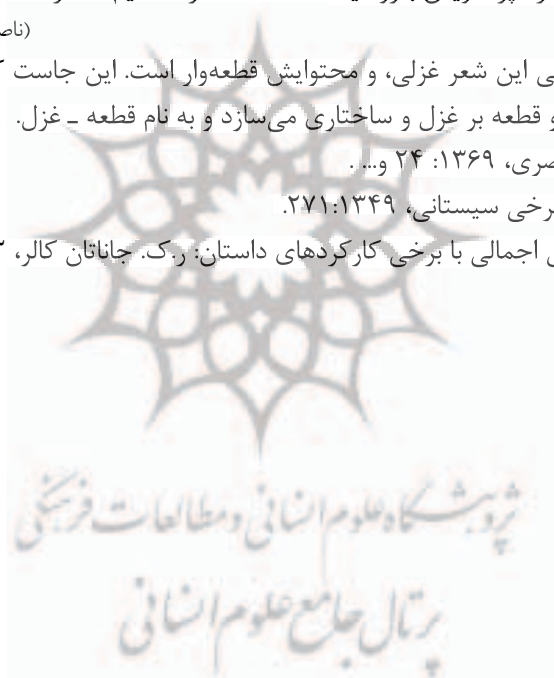 (ناص
ی این شعر غزلی، و محتوایش قطعه‌وار است. این جاست ک
و قطعه بر غزل و ساختاری می‌سازد و به نام قطعه ـ غزل.
صری، ۱۳۶۹: ۲۴ و... .
رخی سیستانی، ۲۷۱:۱۳۴۹.
ی اجمالی با برخی کارکردهای داستان: ر.ک. جاناتان کالر،
پژوهشگاه علوم انسانی و مطالعات فرهنگی
پرتال جامع علوم انسانی